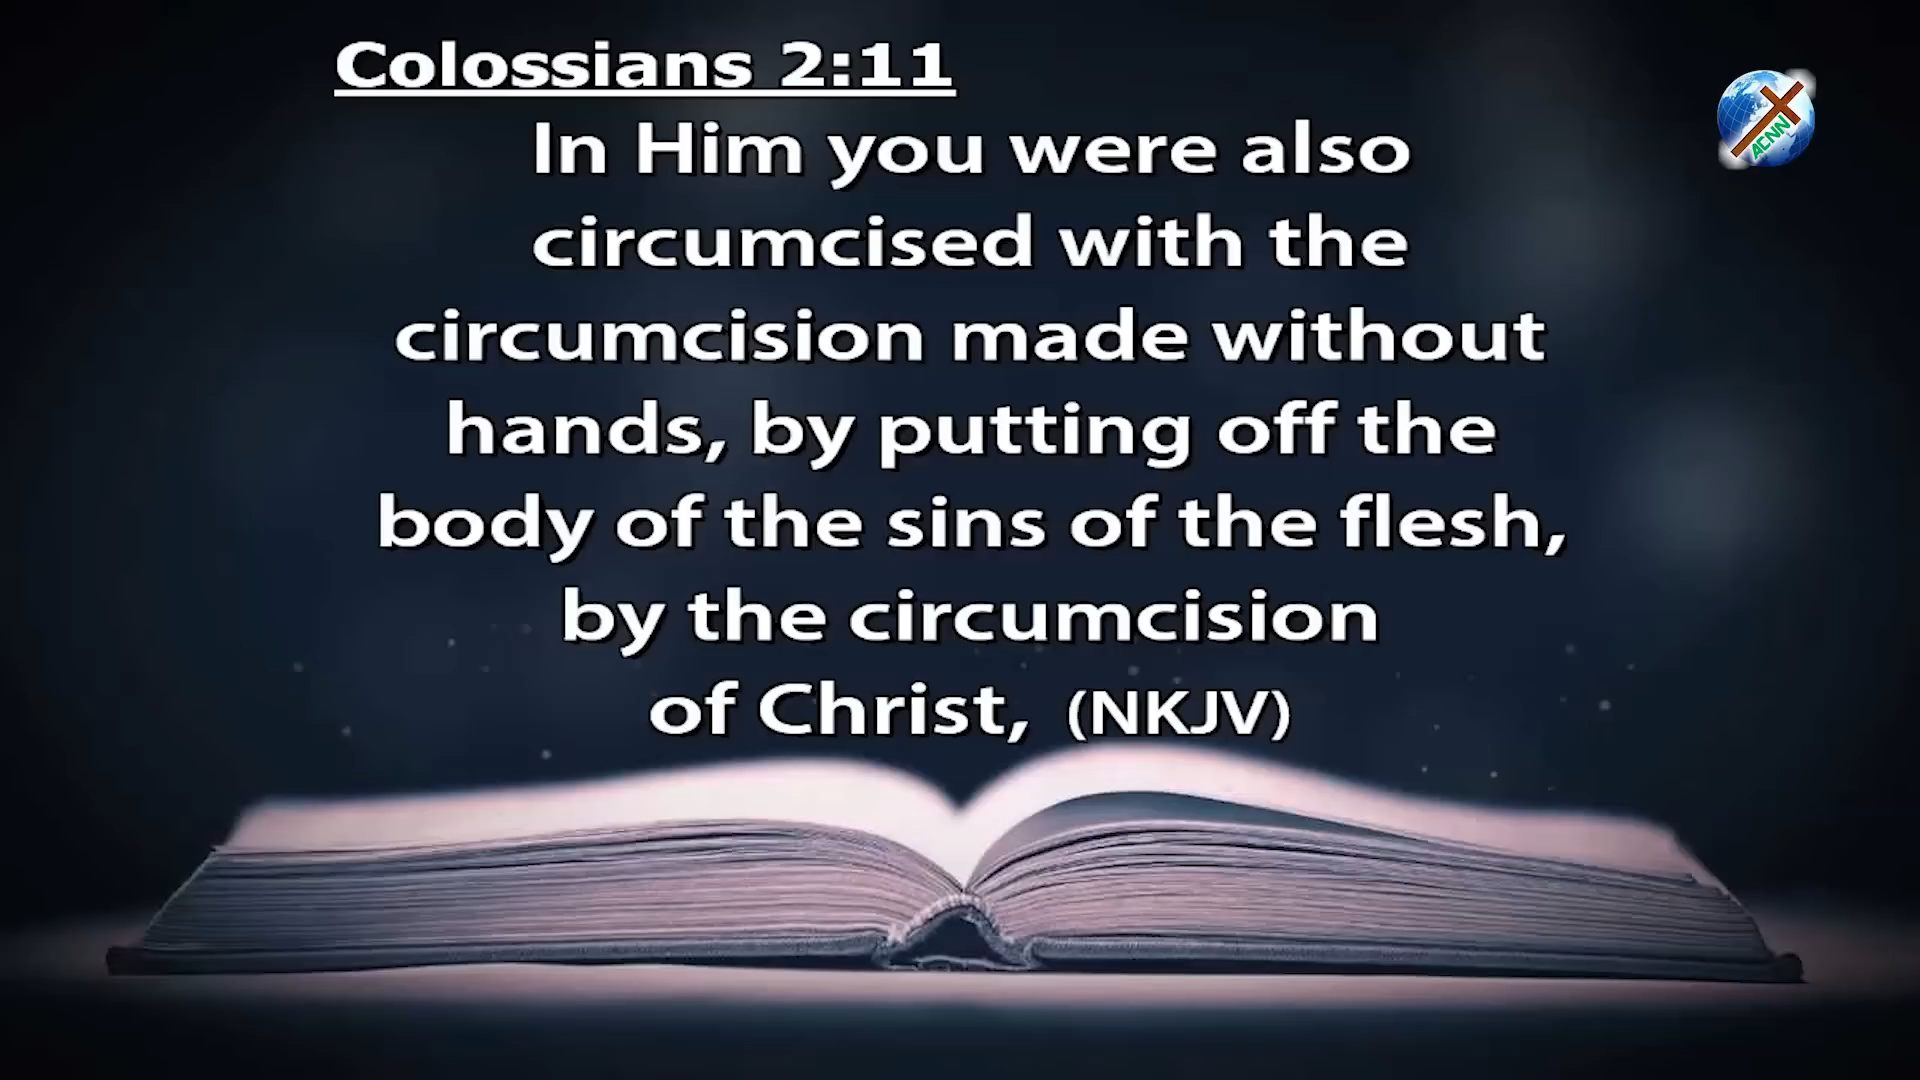 Colossians 2:11
In Him you were also
circumcised with the
circumcision made without
hands, by putting off the
body of the sins of the flesh,
by the circumcision
of Christ, (NKJV)
ACNN